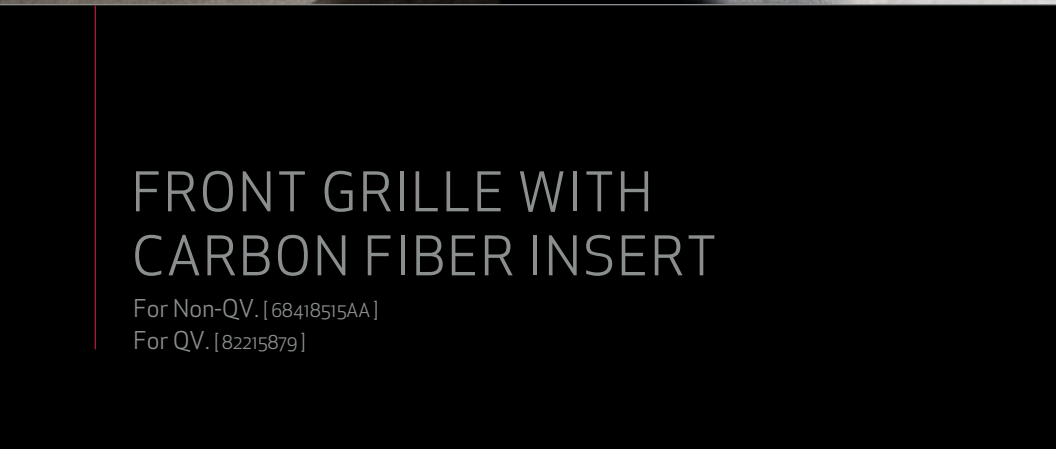 FRONT GRILLE WITH
CARBON FIBER INSERT
For Non-QV. [ 68418515AA ]
For QV. [ 82215879 ]